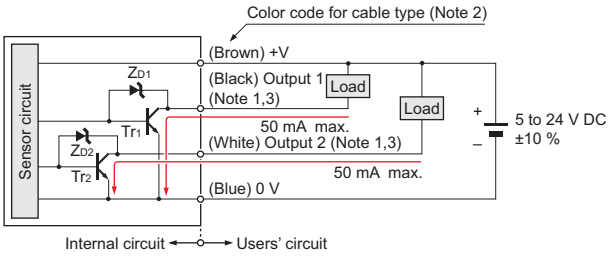 Color code for cable type (Note 2)
(Brown) +V
(Black) Output 1
(Note 1,3)
Load
ZD1
Tr1
50 mA max.
Load
+
–
5 to 24 V DC
±10 %
Sensor circuit
ZD2
Tr2
(White) Output 2 (Note 1,3)
50 mA max.
(Blue) 0 V
Internal circuit
Users' circuit